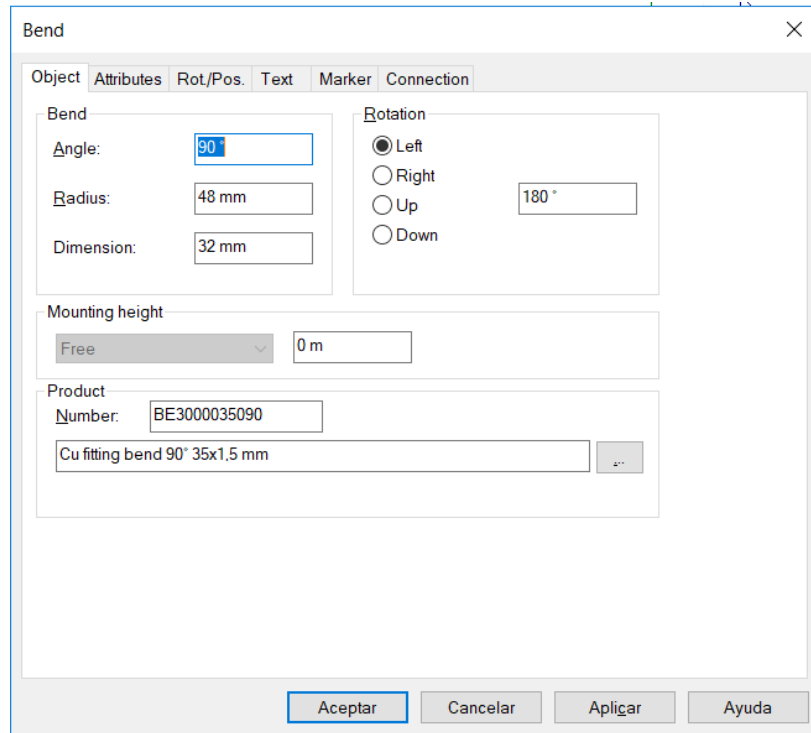 Bend
Object Attributes Rot./Pos. Text Marker Connection
Bend
Angle: 90 °
Radius: 48 mm
Dimension: 32 mm
Rotation
Left
Right
Up
Down
180 °
Mounting height
Free 0 m
Product
Number: BE3000035090
Cu fitting bend 90° 35x1,5 mm
...
Aceptar Cancelar Aplicar Ayuda